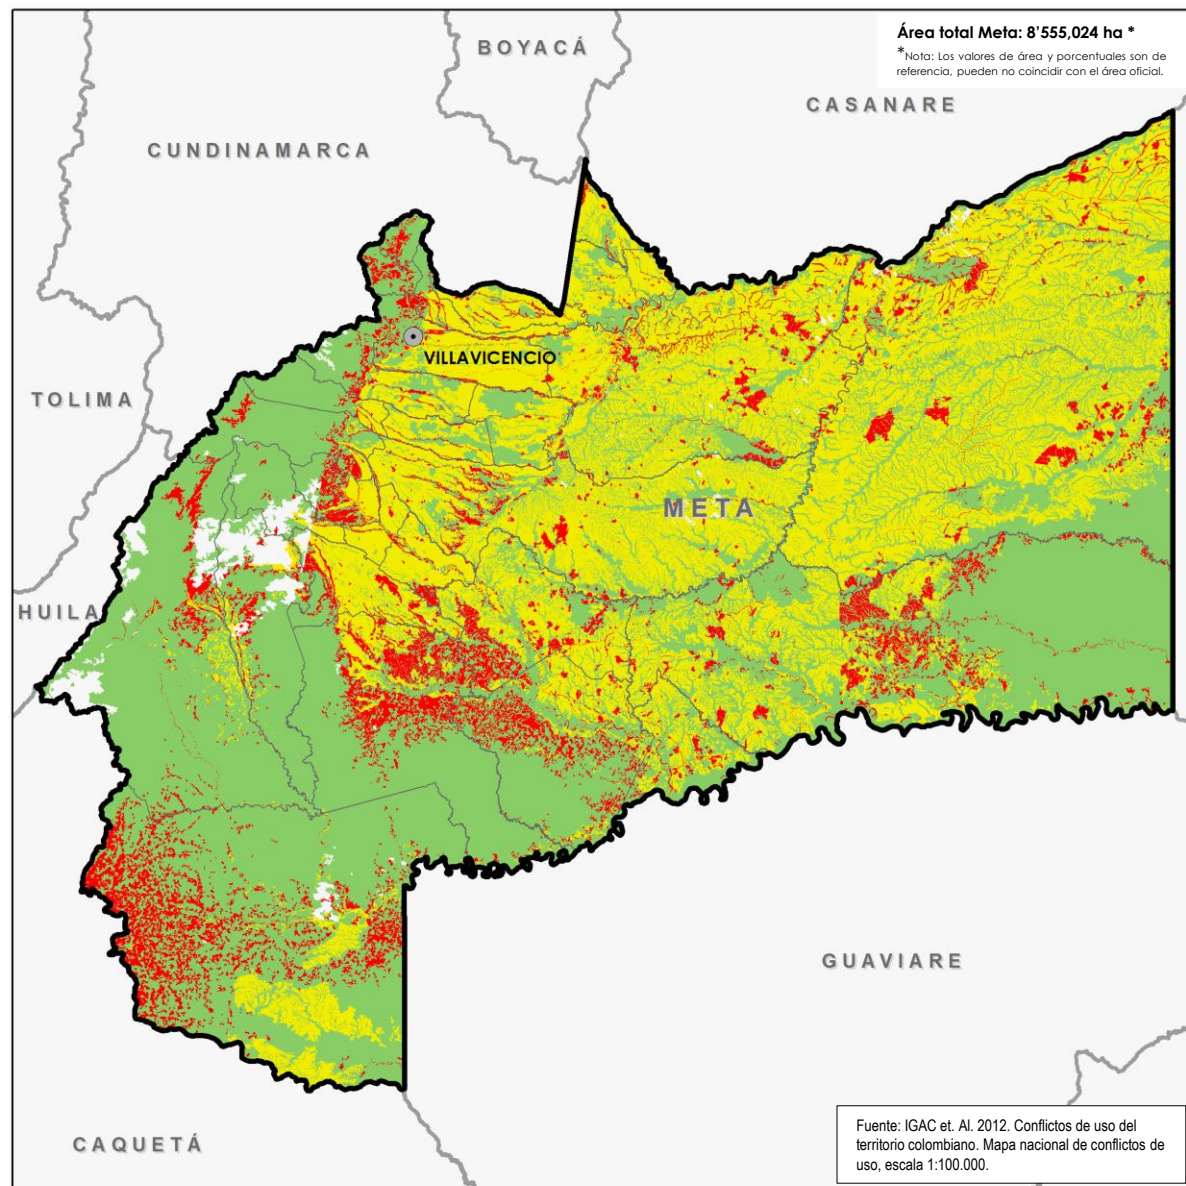 Área total Meta: 8'555,024 ha *
*Nota: Los valores de área y porcentuales son de
referencia, pueden no coincidir con el área oficial.
BOYACÁ
CASANARE
CUNDINAMARCA
VILLAVICENCIO
TOLIMA
META
HUILA
GUAVIARE
CAQUETÁ
Fuente: IGAC et. Al. 2012. Conflictos de uso del
territorio colombiano. Mapa nacional de conflictos de
uso, escala 1:100.000.